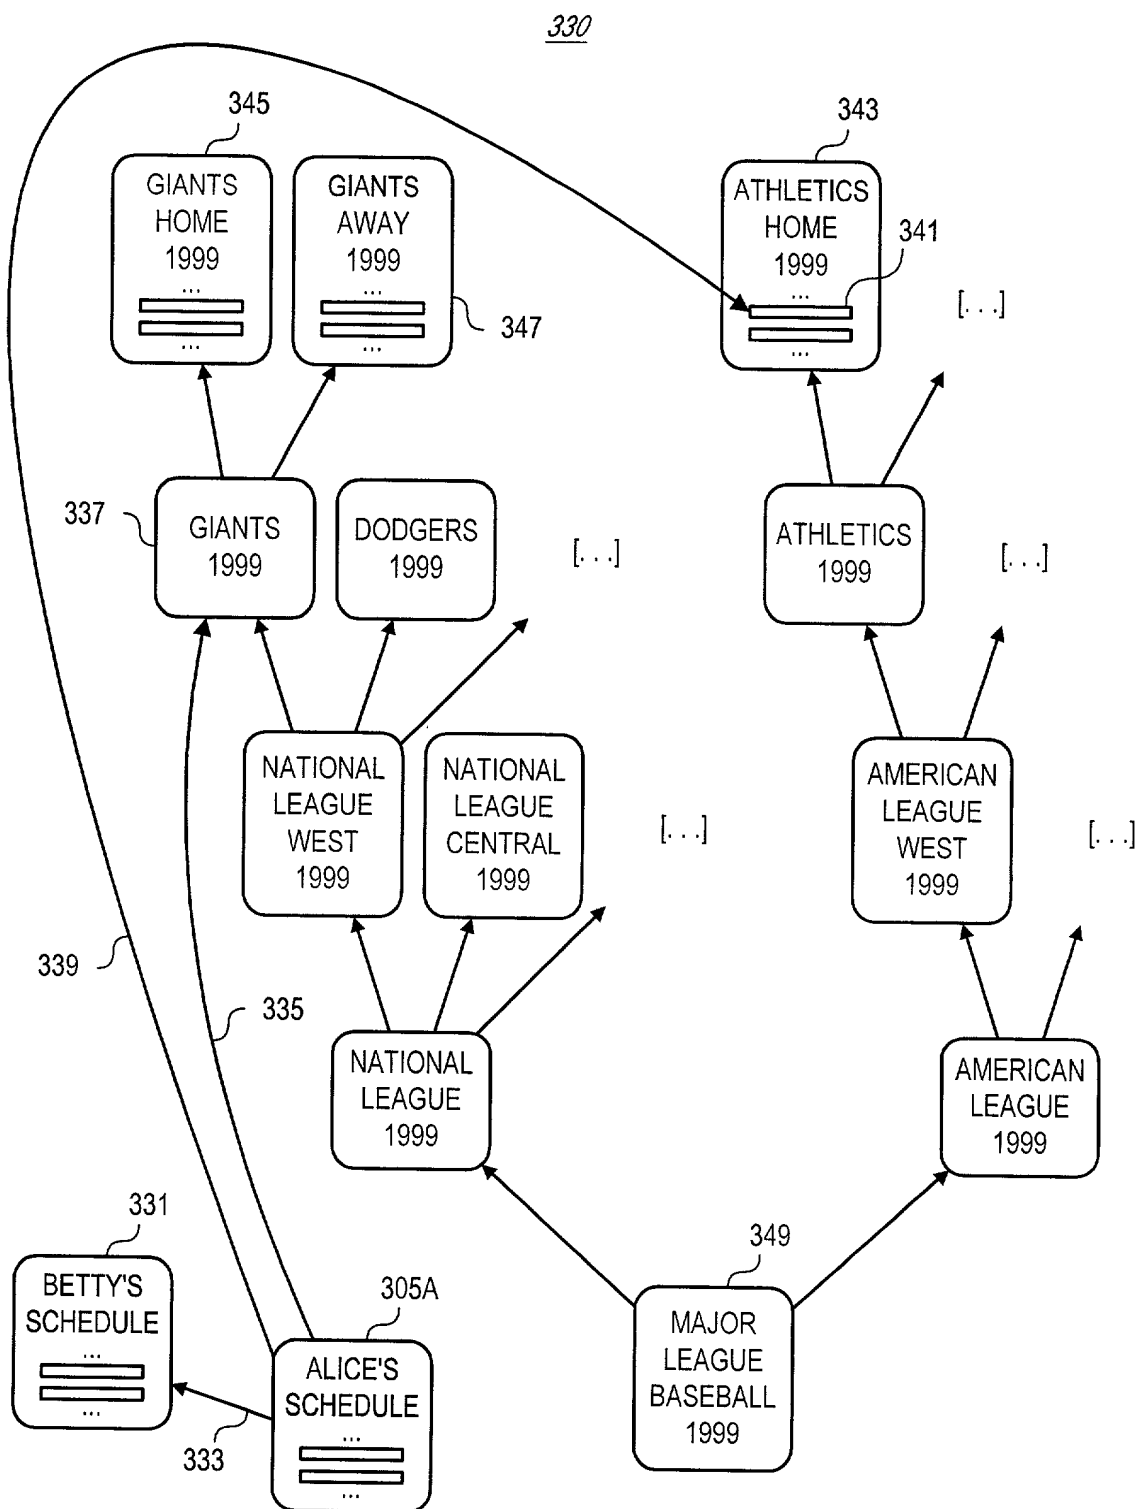 330
345
343
GIANTS
HOME
1999
...
...
GIANTS
AWAY
1999
...
...
347
ATHLETICS
HOME
1999
...
...
341
[...]
337
GIANTS
1999
DODGERS
1999
[...]
ATHLETICS
1999
[...]
NATIONAL
LEAGUE
WEST
1999
NATIONAL
LEAGUE
CENTRAL
1999
[...]
AMERICAN
LEAGUE
WEST
1999
[...]
339
335
NATIONAL
LEAGUE
1999
AMERICAN
LEAGUE
1999
331
BETTY'S
SCHEDULE
...
...
333
305A
ALICE'S
SCHEDULE
...
...
349
MAJOR
LEAGUE
BASEBALL
1999